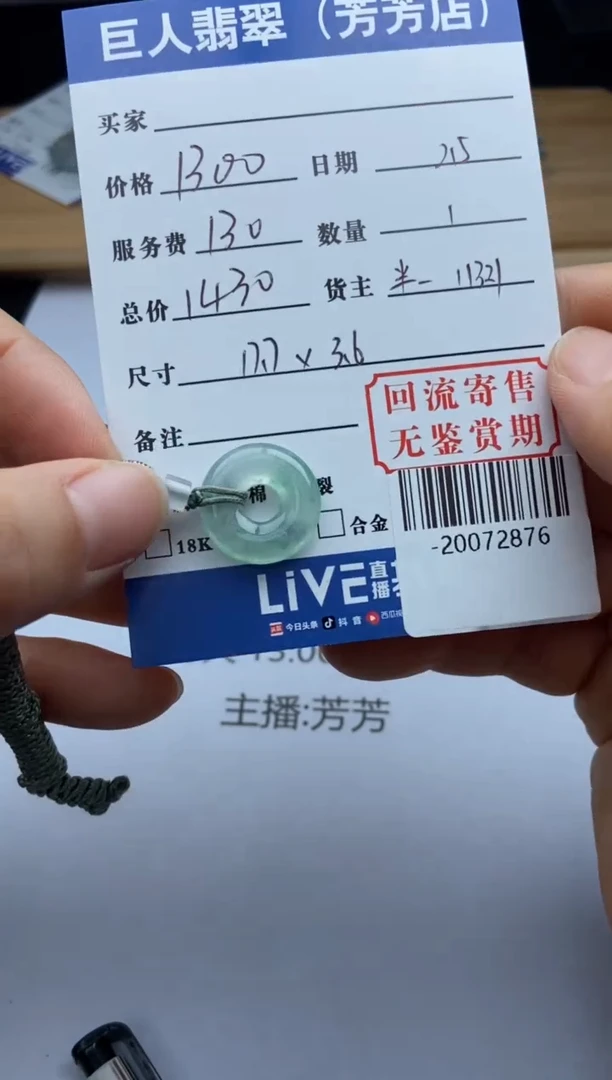 巨人翡翠（芳芳店）
买家
价格 1300 日期
服务费 130 数量 1
总价 1430 货主 11321
尺寸 17.7 x 3.6
备注
回流寄售
无鉴赏期
棉 裂
18K 合金
-20072876
LiVE 直播
今日头条 抖音
主播:芳芳